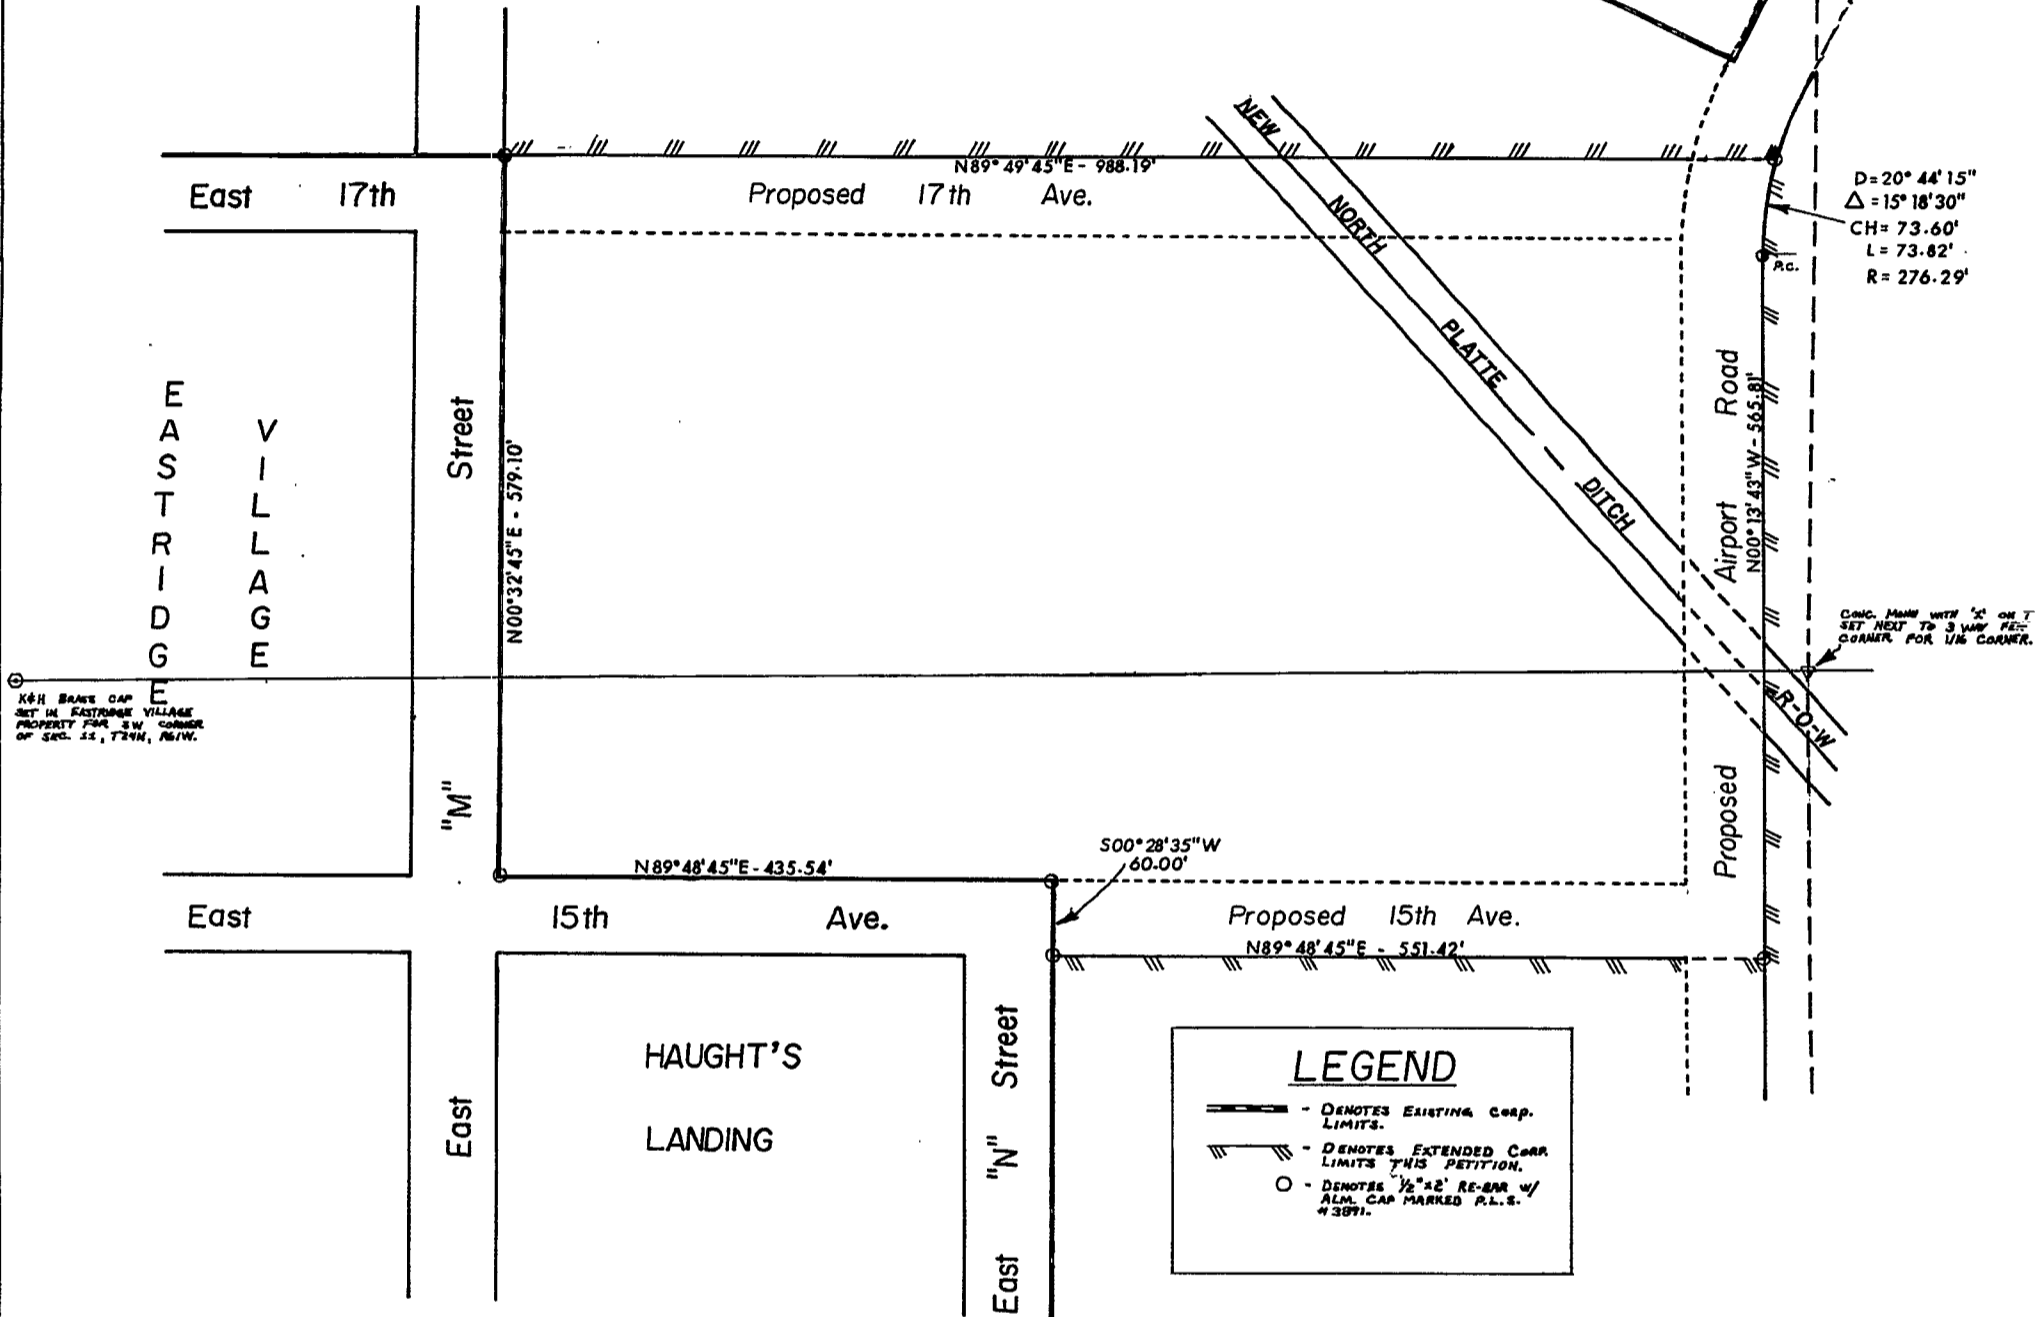 N89°49'45"E - 988.19'
East 17th
Proposed 17th Ave.
NEW NORTH PLATTE DITCH R-O-W
D = 20° 44' 15"
△ = 15° 18' 30"
CH = 73.60'
L = 73.82'
R = 276.29'
P.C.
EASTRIDGE
VILLAGE
Street
N00°32'45"E - 579.10'
Airport Road
N00°13'43"W - 565.81'
CONC. MONU WITH 'X' ON T
SET NEXT TO 3 WAY
CORNER FOR 1/16 CORNER.
K&H BRASS CAP
SET IN EASTRIDGE VILLAGE
PROPERTY FOR SW CORNER
OF SEC. 11, T24N, R61W.
"M"
Proposed
N89°48'45"E - 435.54'
S00°28'35"W
60.00'
East 15th Ave.
Proposed 15th Ave.
N89°48'45"E - 551.42'
HAUGHT'S
LANDING
East
Street
"N"
East
LEGEND
- DENOTES EXISTING CORP.
LIMITS.
- DENOTES EXTENDED CORP.
LIMITS THIS PETITION.
- DENOTES ½"x2' RE-BAR W/
ALM. CAP MARKED P.L.S.
#3891.